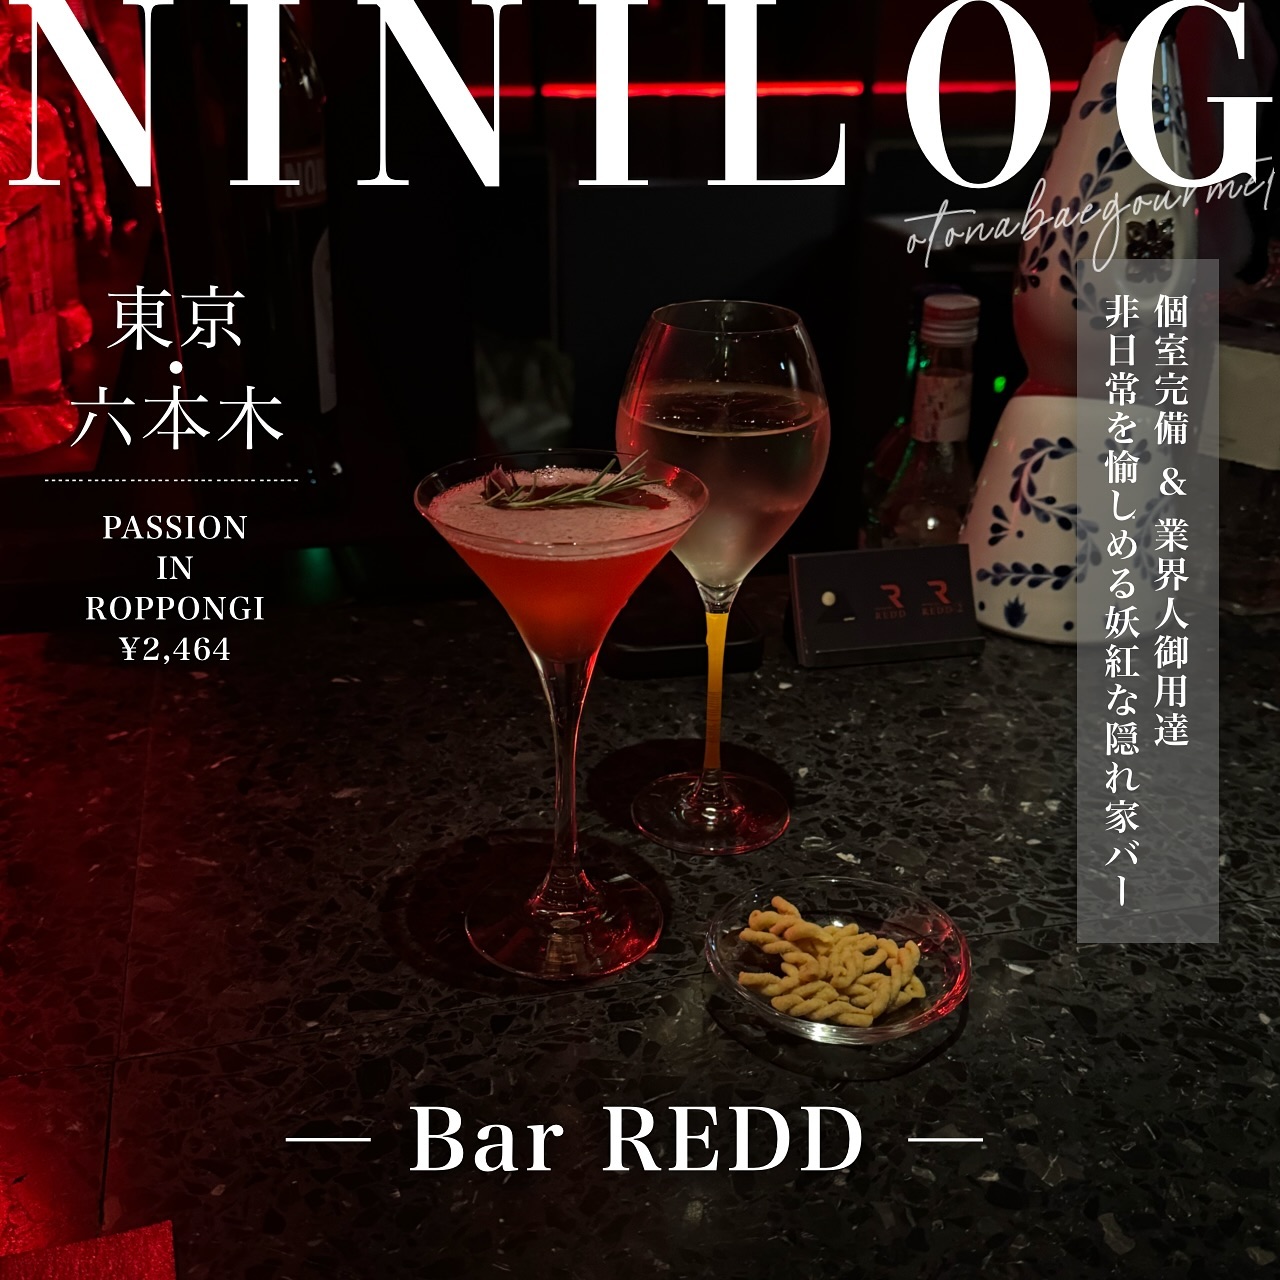 NINILOG
otonabaegourmet
東京
・
六本木
PASSION
IN
ROPPONGI
¥2,464
個室完備 & 業界人御用達
非日常を愉しめる妖紅な隠れ家バー
R R
REDD REDD2
— Bar REDD —